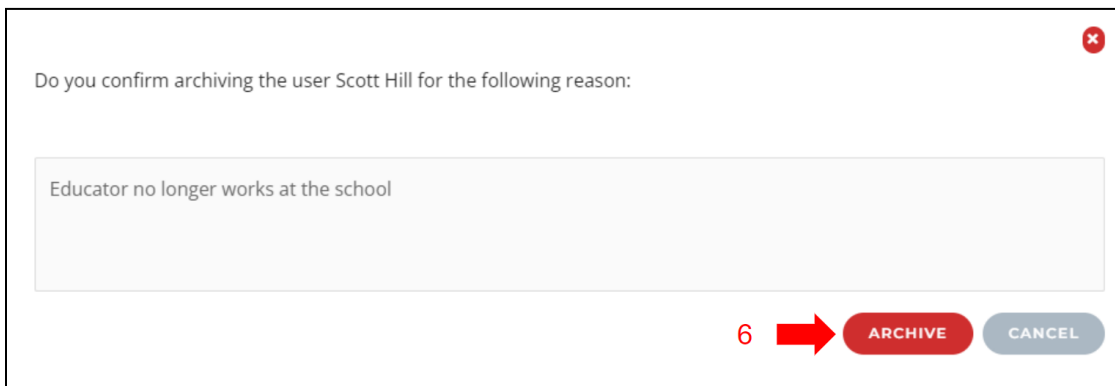 Do you confirm archiving the user Scott Hill for the following reason:
Educator no longer works at the school
6 ARCHIVE CANCEL